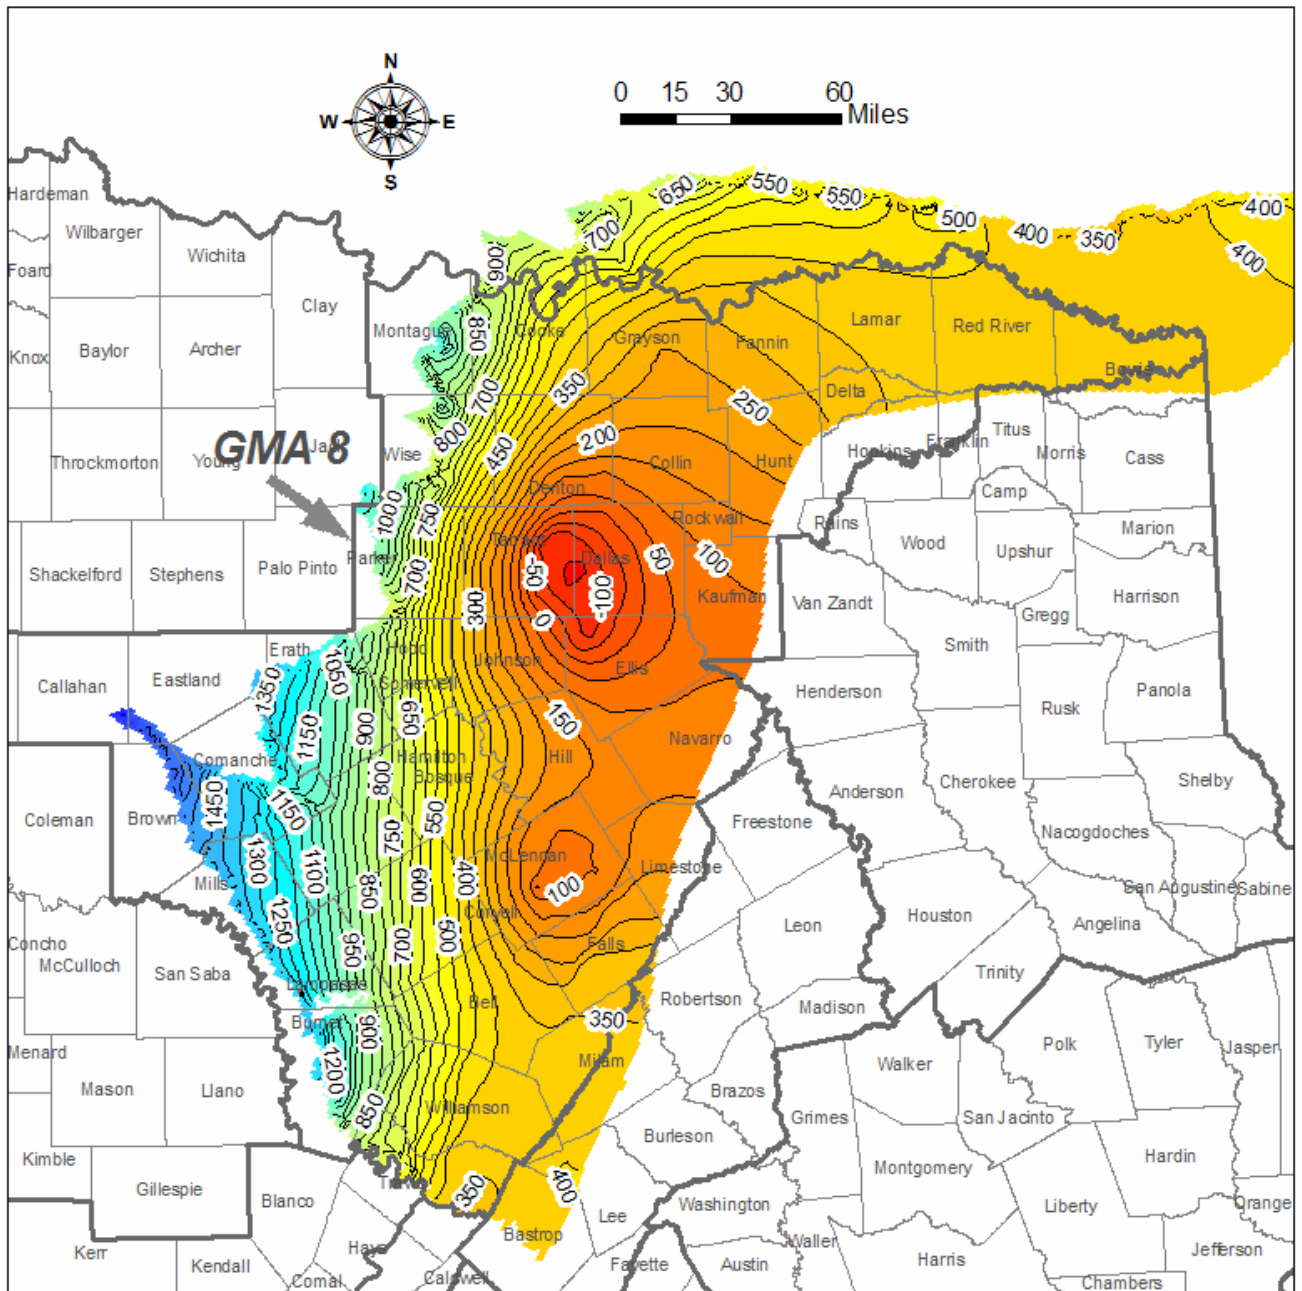 N
W E
S
0 15 30 60
Miles
GMA 8
Hardeman
Wilbarger
Wichita
Foard
Clay
Montague
Cooke
Grayson
Fannin
Lamar
Red River
Bowie
Knox
Baylor
Archer
Delta
Throckmorton
Young
Wise
Denton
Collin
Hunt
Hopkins
Franklin
Titus
Morris
Cass
Camp
Marion
Shackelford
Stephens
Palo Pinto
Parker
Tarrant
Dallas
Rockwall
Kaufman
Rains
Wood
Upshur
Harrison
Van Zandt
Gregg
Smith
Callahan
Eastland
Erath
Hood
Somervell
Johnson
Ellis
Henderson
Rusk
Panola
Navarro
Hill
Hamilton
Bosque
Comanche
Coleman
Brown
Mills
McLennan
Limestone
Freestone
Anderson
Cherokee
Shelby
Nacogdoches
San Augustine
Sabine
Concho
McCulloch
San Saba
Lampasas
Coryell
Falls
Leon
Houston
Angelina
Trinity
Menard
Mason
Llano
Burnet
Bell
Milam
Robertson
Madison
Walker
Polk
Tyler
Jasper
Kimble
Gillespie
Blanco
Williamson
Brazos
Burleson
Grimes
San Jacinto
Montgomery
Hardin
Liberty
Orange
Kerr
Kendall
Comal
Hays
Caldwell
Bastrop
Lee
Fayette
Washington
Austin
Waller
Harris
Chambers
Jefferson
650
550
550
500
400
350
400
400
700
900
850
700
350
250
200
800
450
1000
750
700
300
-50
-100
0
50
100
1350
1050
1150
900
650
150
800
1450
1150
750
550
1300
1100
850
600
400
100
1250
950
700
500
900
350
1200
850
350
400